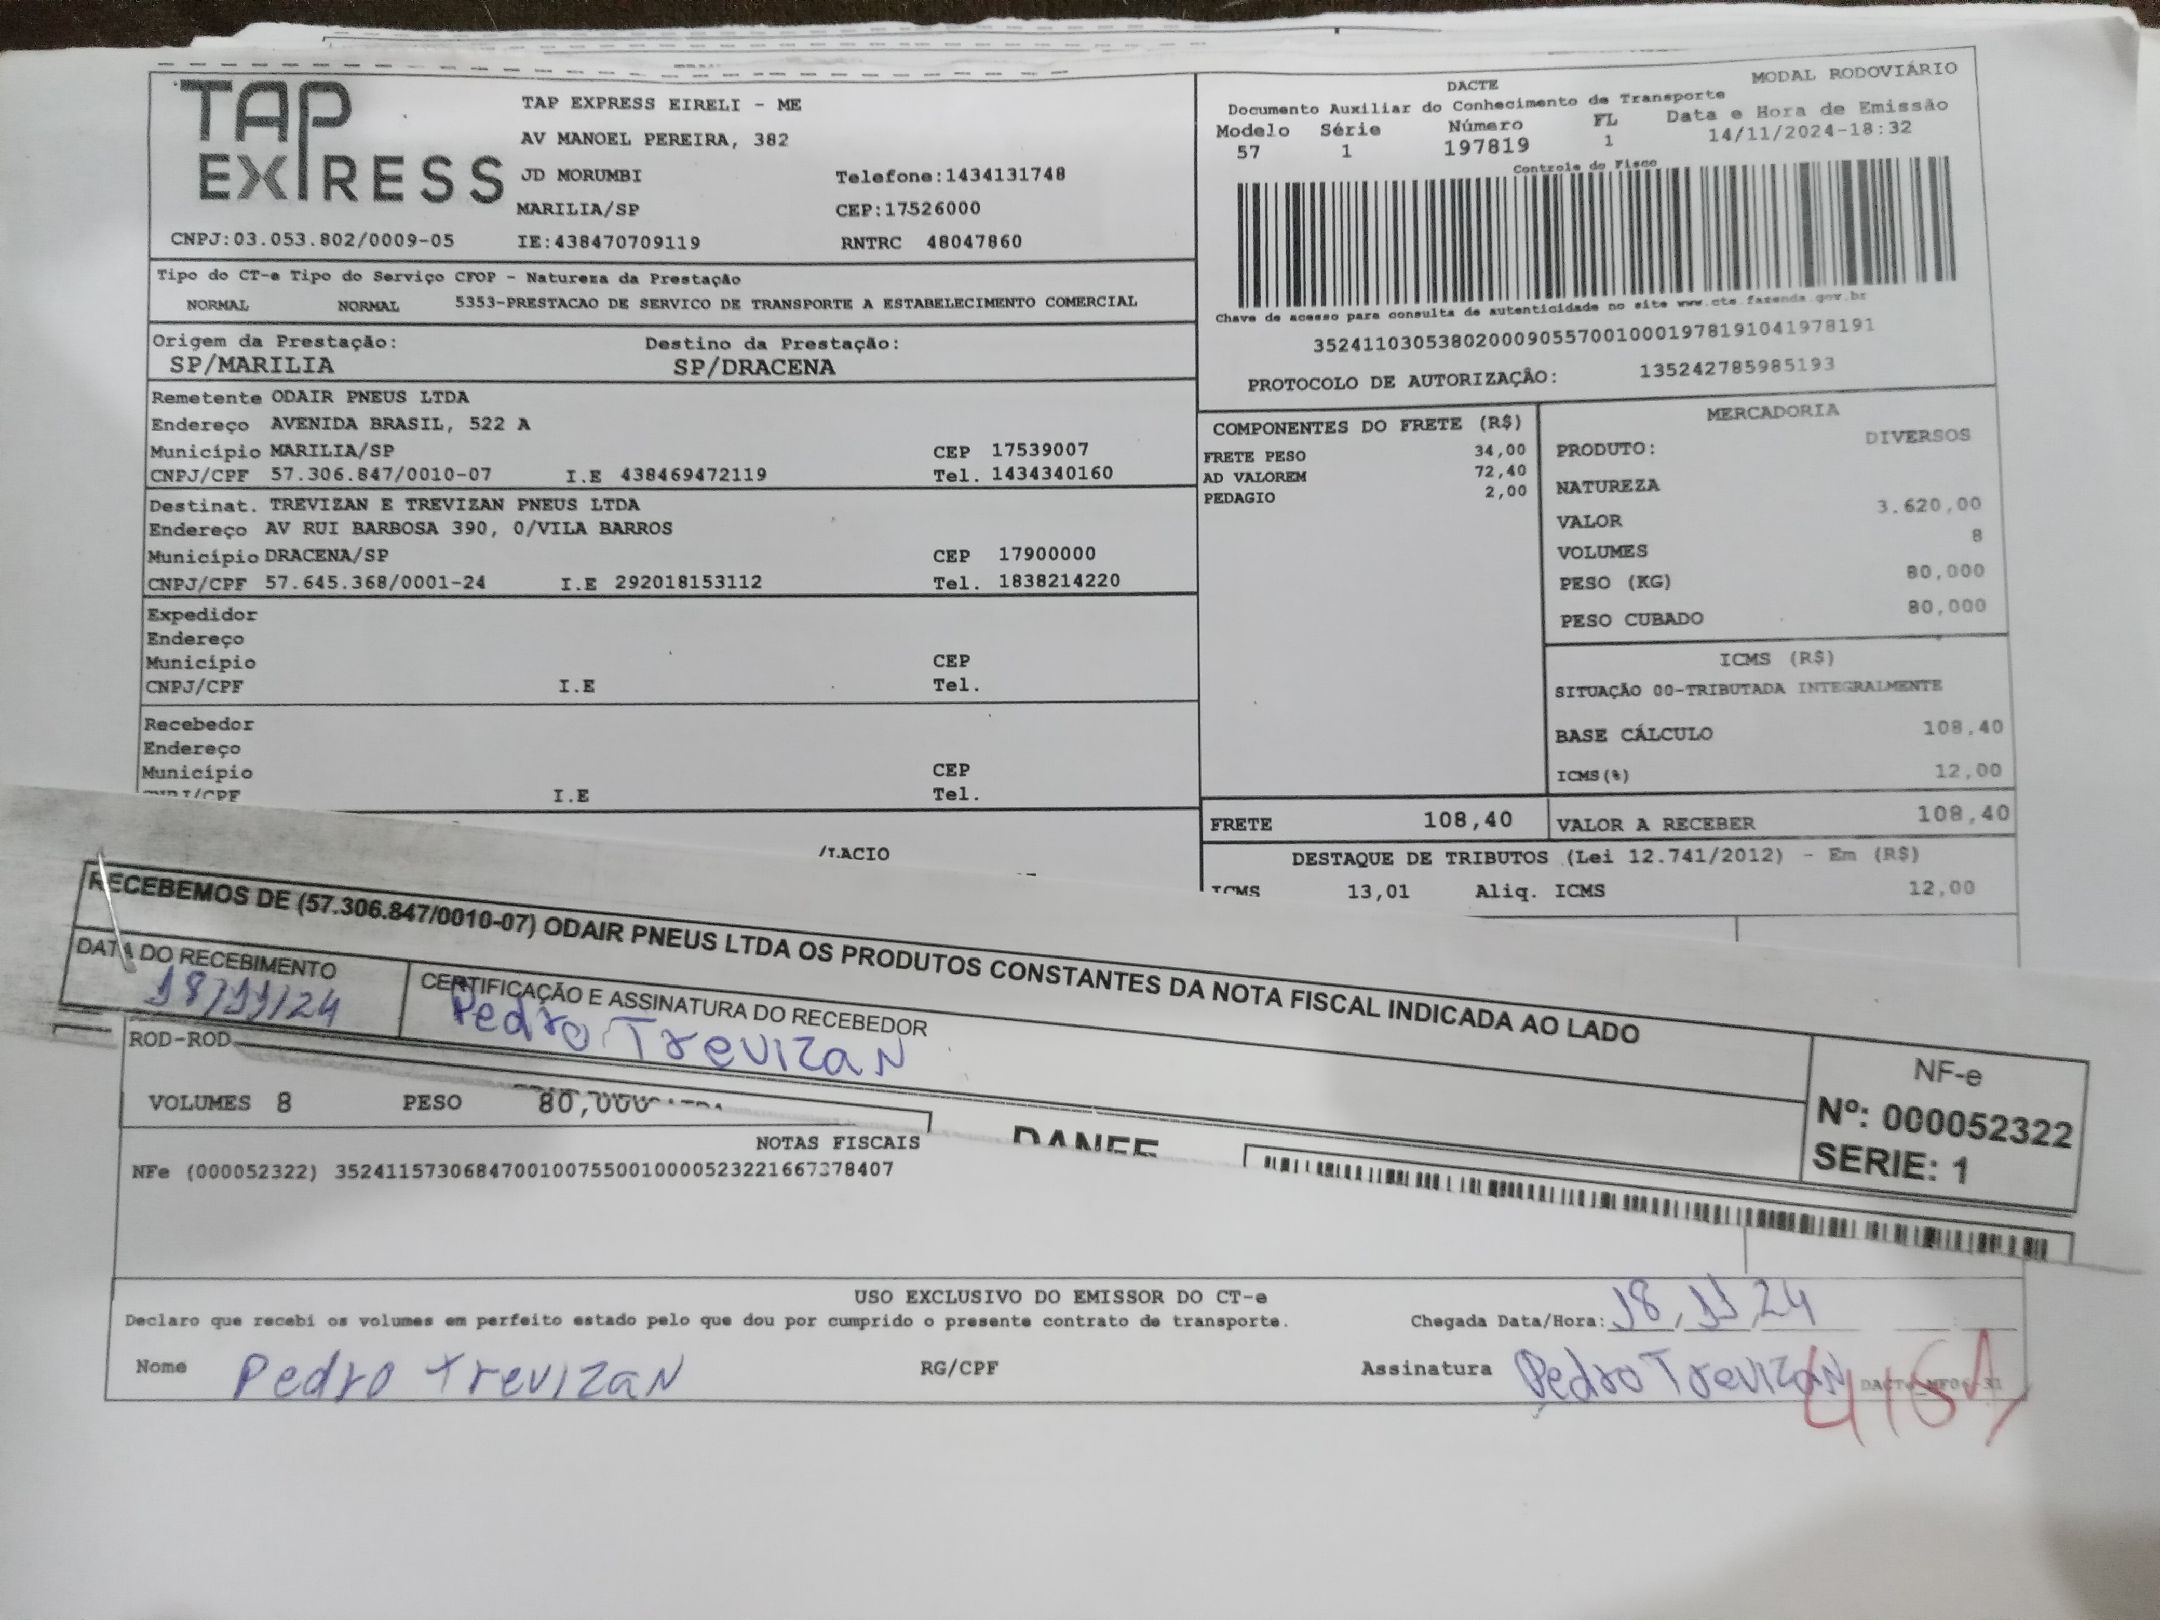 TAP EXPRESS
TAP EXPRESS EIRELI - ME
AV MANOEL PEREIRA, 382
JD MORUMBI Telefone:1434131748
MARILIA/SP CEP:17526000
CNPJ:03.053.802/0009-05 IE:438470709119 RNTRC 48047860
DACTE MODAL RODOVIÁRIO
Documento Auxiliar do Conhecimento de Transporte
Modelo Série Número FL Data e Hora de Emissão
57 1 197819 1 14/11/2024-18:32
Controle do Fisco
Chave de acesso para consulta de autenticidade no site www.cte.fazenda.gov.br
35241103053802000905570010001978191041978191
PROTOCOLO DE AUTORIZAÇÃO: 135242785985193
Tipo do CT-e Tipo do Serviço CFOP - Natureza da Prestação
NORMAL NORMAL 5353-PRESTACAO DE SERVICO DE TRANSPORTE A ESTABELECIMENTO COMERCIAL
Origem da Prestação: Destino da Prestação:
SP/MARILIA SP/DRACENA
Remetente ODAIR PNEUS LTDA
Endereço AVENIDA BRASIL, 522 A
Município MARILIA/SP CEP 17539007
CNPJ/CPF 57.306.847/0010-07 I.E 438469472119 Tel. 1434340160
Destinat. TREVIZAN E TREVIZAN PNEUS LTDA
Endereço AV RUI BARBOSA 390, 0/VILA BARROS
Município DRACENA/SP CEP 17900000
CNPJ/CPF 57.645.368/0001-24 I.E 292018153112 Tel. 1838214220
Expedidor
Endereço
Município CEP
CNPJ/CPF I.E Tel.
Recebedor
Endereço
Município CEP
CNPJ/CPF I.E Tel.
COMPONENTES DO FRETE (R$)
FRETE PESO 34,00
AD VALOREM 72,40
PEDAGIO 2,00
MERCADORIA
PRODUTO: DIVERSOS
NATUREZA
VALOR 3.620,00
VOLUMES 8
PESO (KG) 80,000
PESO CUBADO 80,000
ICMS (R$)
SITUAÇÃO 00-TRIBUTADA INTEGRALMENTE
BASE CÁLCULO 108,40
ICMS(%) 12,00
FRETE 108,40 VALOR A RECEBER 108,40
DESTAQUE DE TRIBUTOS (Lei 12.741/2012) - Em (R$)
ICMS 13,01 Aliq. ICMS 12,00
RECEBEMOS DE (57.306.847/0010-07) ODAIR PNEUS LTDA OS PRODUTOS CONSTANTES DA NOTA FISCAL INDICADA AO LADO
DATA DO RECEBIMENTO CERTIFICAÇÃO E ASSINATURA DO RECEBEDOR
18/11/24 Pedro Trevizan
NF-e
Nº: 000052322
SERIE: 1
ROD-ROD
VOLUMES 8 PESO 80,000
DANFE
NOTAS FISCAIS
NFe (000052322) 35241157306847001007550010000523221667378407
USO EXCLUSIVO DO EMISSOR DO CT-e
Declaro que recebi os volumes em perfeito estado pelo que dou por cumprido o presente contrato de transporte. Chegada Data/Hora: 18/11/24
Nome Pedro Trevizan RG/CPF Assinatura Pedro Trevizan